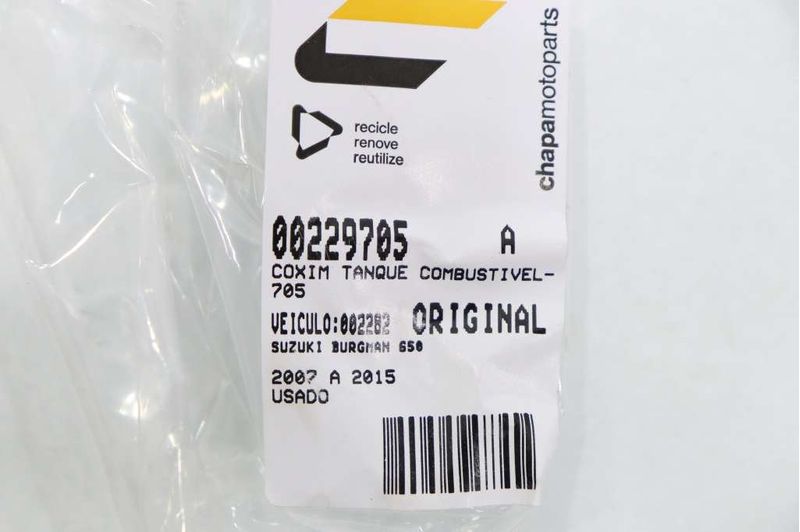 chapamotoparts
recicle
renove
reutilize
00229705 A
COXIM TANQUE COMBUSTIVEL-
705
VEICULO:002282 ORIGINAL
SUZUKI BURGMAN 650
2007 A 2015
USADO